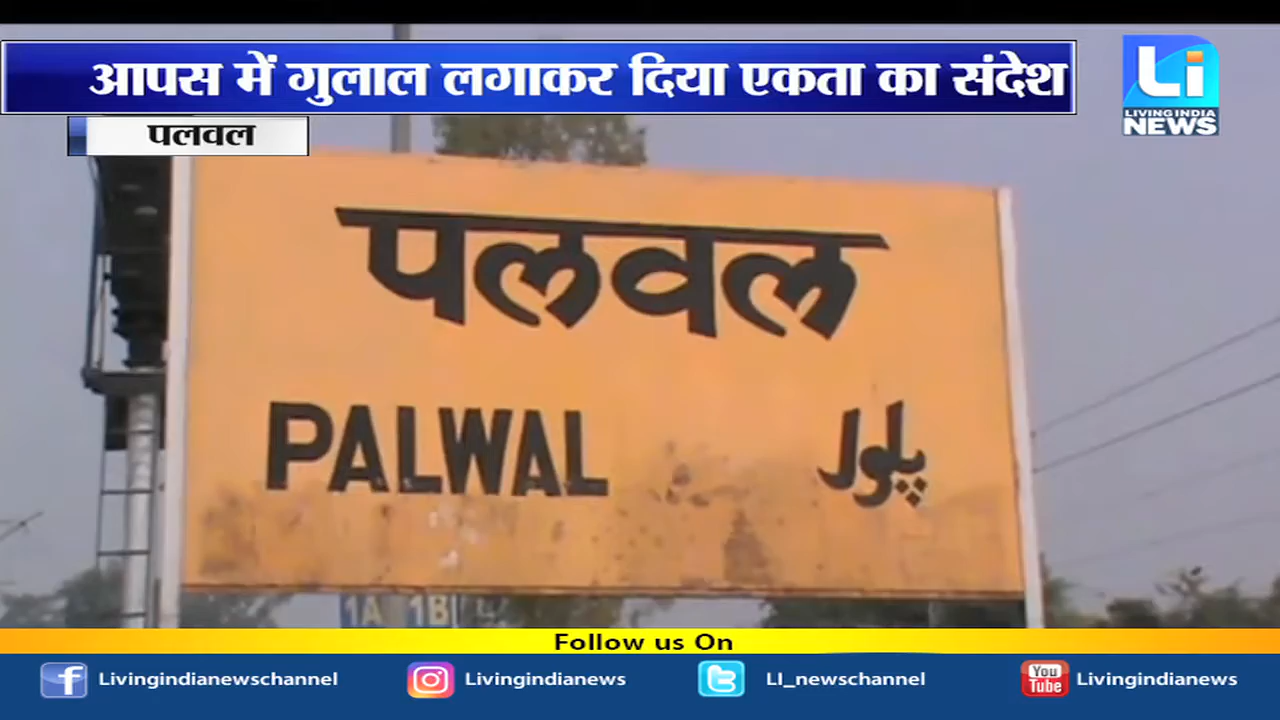 आपस में गुलाल लगाकर दिया एकता का संदेश
Li
LIVING INDIA
NEWS
पलवल
पलवल
PALWAL پلول
1A 1B
Follow us On
f Livingindianewschannel Livingindianews LI_newschannel You Tube Livingindianews